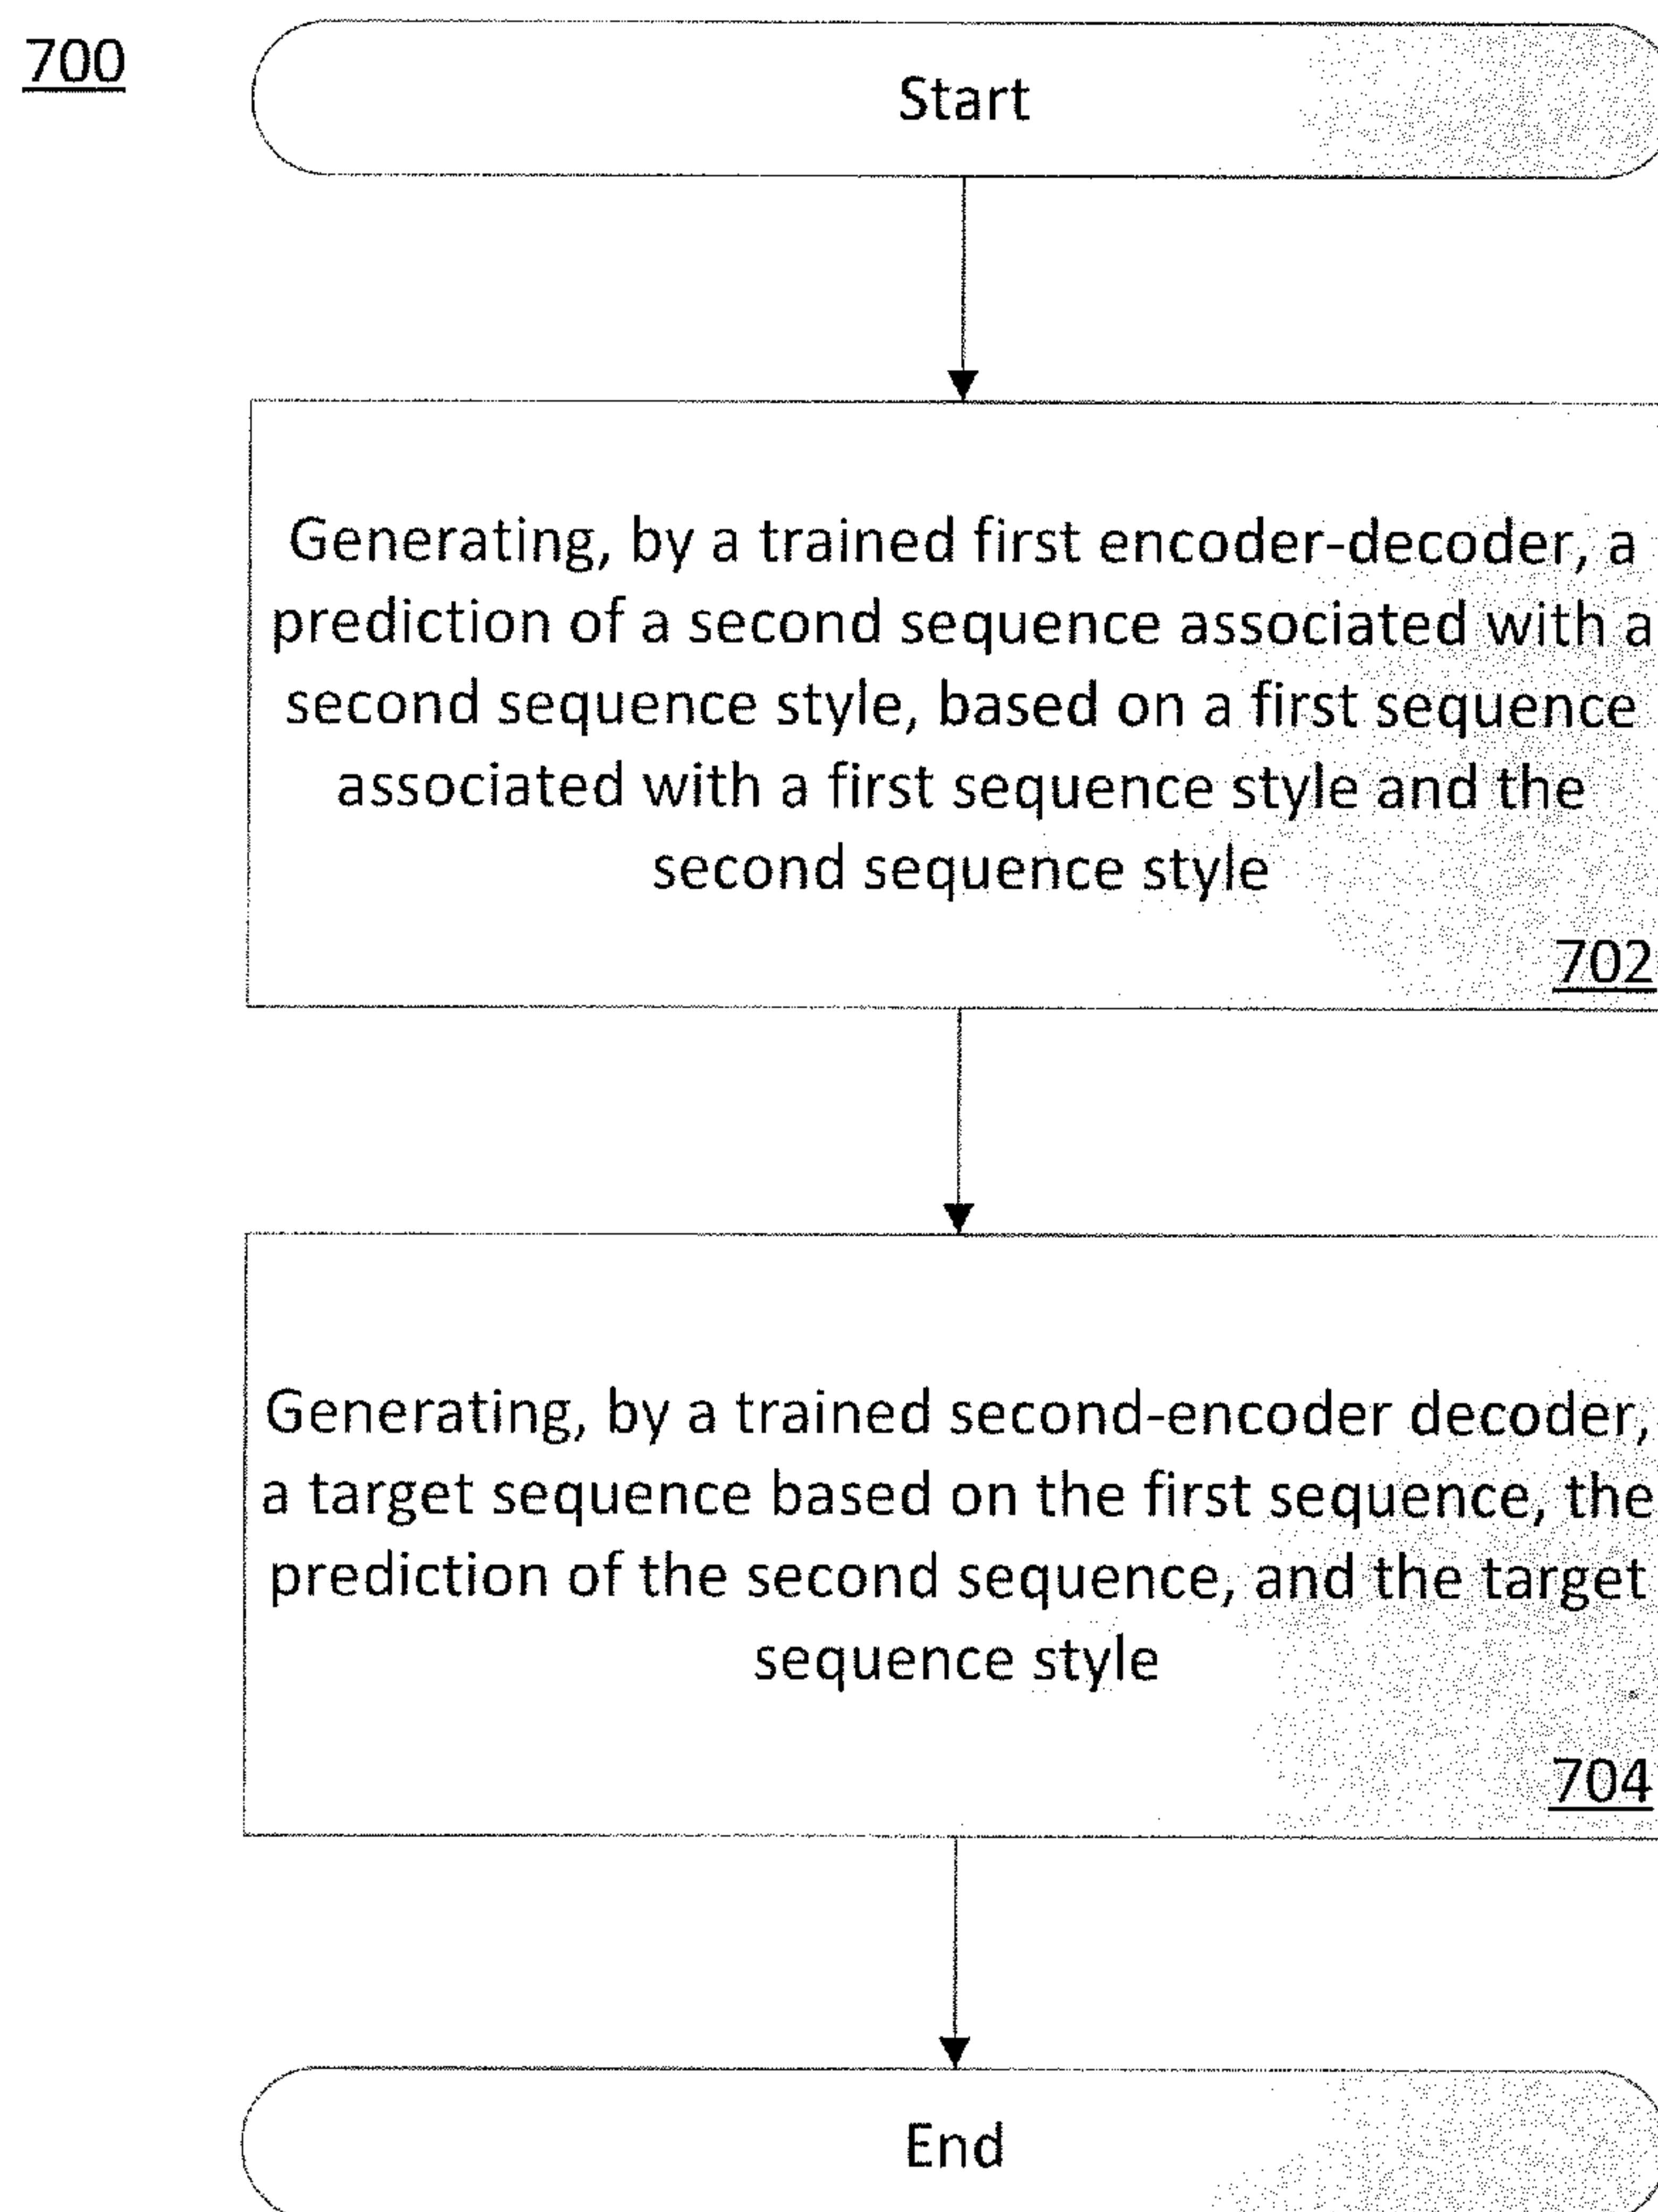 700
Start
Generating, by a trained first encoder-decoder, a
prediction of a second sequence associated with a
second sequence style, based on a first sequence
associated with a first sequence style and the
second sequence style
702
Generating, by a trained second-encoder decoder,
a target sequence based on the first sequence, the
prediction of the second sequence, and the target
sequence style
704
End